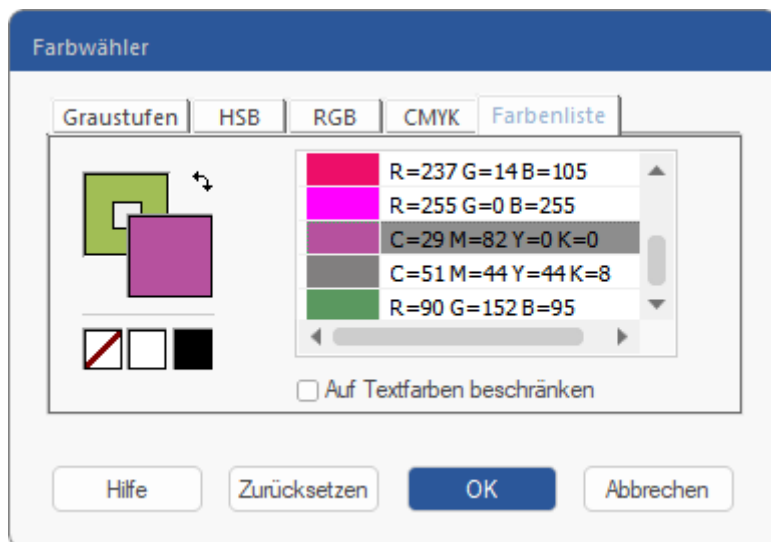 Farbwähler
Graustufen HSB RGB CMYK Farbenliste
R=237 G=14 B=105
R=255 G=0 B=255
C=29 M=82 Y=0 K=0
C=51 M=44 Y=44 K=8
R=90 G=152 B=95
Auf Textfarben beschränken
Hilfe Zurücksetzen OK Abbrechen